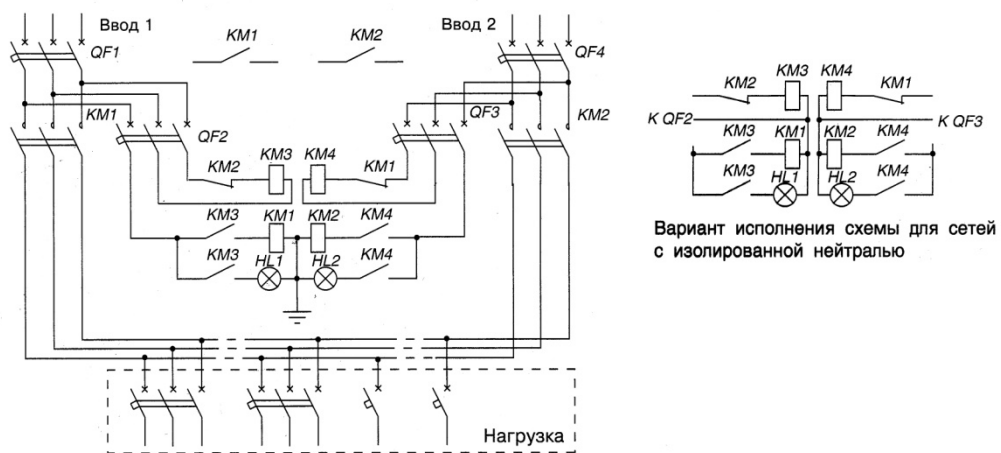 Ввод 1
KM1
KM2
Ввод 2
QF1
QF4
KM1
QF2
QF3
KM2
KM2
KM3
KM4
KM1
KM3
KM1
KM2
KM4
KM3
HL1
HL2
KM4
Нагрузка
KM2
KM3
KM4
KM1
К QF2
К QF3
KM3
KM1
KM2
KM4
KM3
HL1
HL2
KM4
Вариант исполнения схемы для сетей
с изолированной нейтралью